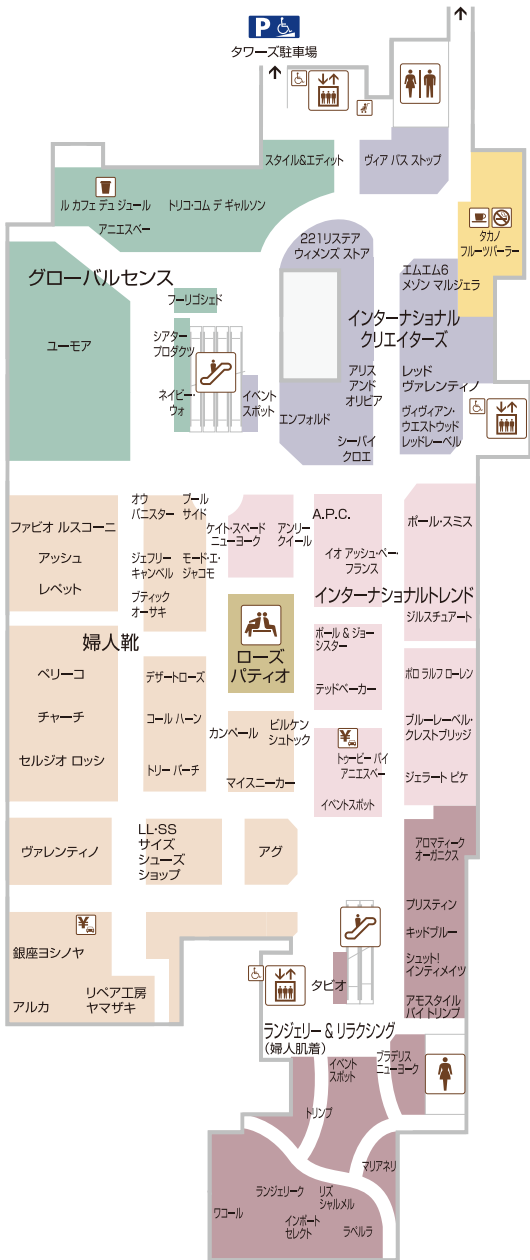 P
タワーズ駐車場
スタイル&エディット
ヴィア バス ストップ
ル カフェ デュ ジュール
トリコ・コム デ ギャルソン
アニエスベー
タカノ
フルーツパーラー
221リステア
ウィメンズ ストア
グローバルセンス
エムエム6
メゾン マルジェラ
フーリゴシェド
インターナショナル
クリエイターズ
ユーモア
シアター
プロダクツ
アリス
アンド
オリビア
レッド
ヴァレンティノ
ネイビー・
ウォ
イベント
スポット
エンフォルド
ヴィヴィアン・
ウエストウッド
レッドレーベル
シーバイ
クロエ
オウ
バニスター
プール
サイド
ファビオ ルスコーニ
ケイト・スペード
ニューヨーク
アンリー
クイール
A.P.C.
ポール・スミス
アッシュ
ジェフリー
キャンベル
モード・エ・
ジャコモ
イオ アッシュ・ペー・
フランス
レペット
ブティック
オーサキ
インターナショナルトレンド
ジルスチュアート
婦人靴
ローズ
パティオ
ポール & ジョー
シスター
ペリーコ
デザートローズ
ポロ ラルフ ローレン
テッドベーカー
チャーチ
コール ハーン
カンペール
ビルケン
シュトック
ブルーレーベル・
クレストブリッジ
¥
セルジオ ロッシ
トリー バーチ
マイスニーカー
トゥービー バイ
アニエスベー
ジェラート ピケ
イベントスポット
ヴァレンティノ
LL・SS
サイズ
シューズ
ショップ
アグ
アロマティーク
オーガニクス
プリスティン
¥
キッドブルー
銀座ヨシノヤ
シュット!
インティメイツ
アルカ
リペア工房
ヤマザキ
タビオ
アモスタイル
バイ トリンプ
ランジェリー & リラクシング
(婦人肌着)
イベント
スポット
ブラデリス
ニューヨーク
トリンプ
マリアネリ
ランジェリーク
リズ
シャルメル
ワコール
インポート
セレクト
ラペルラ